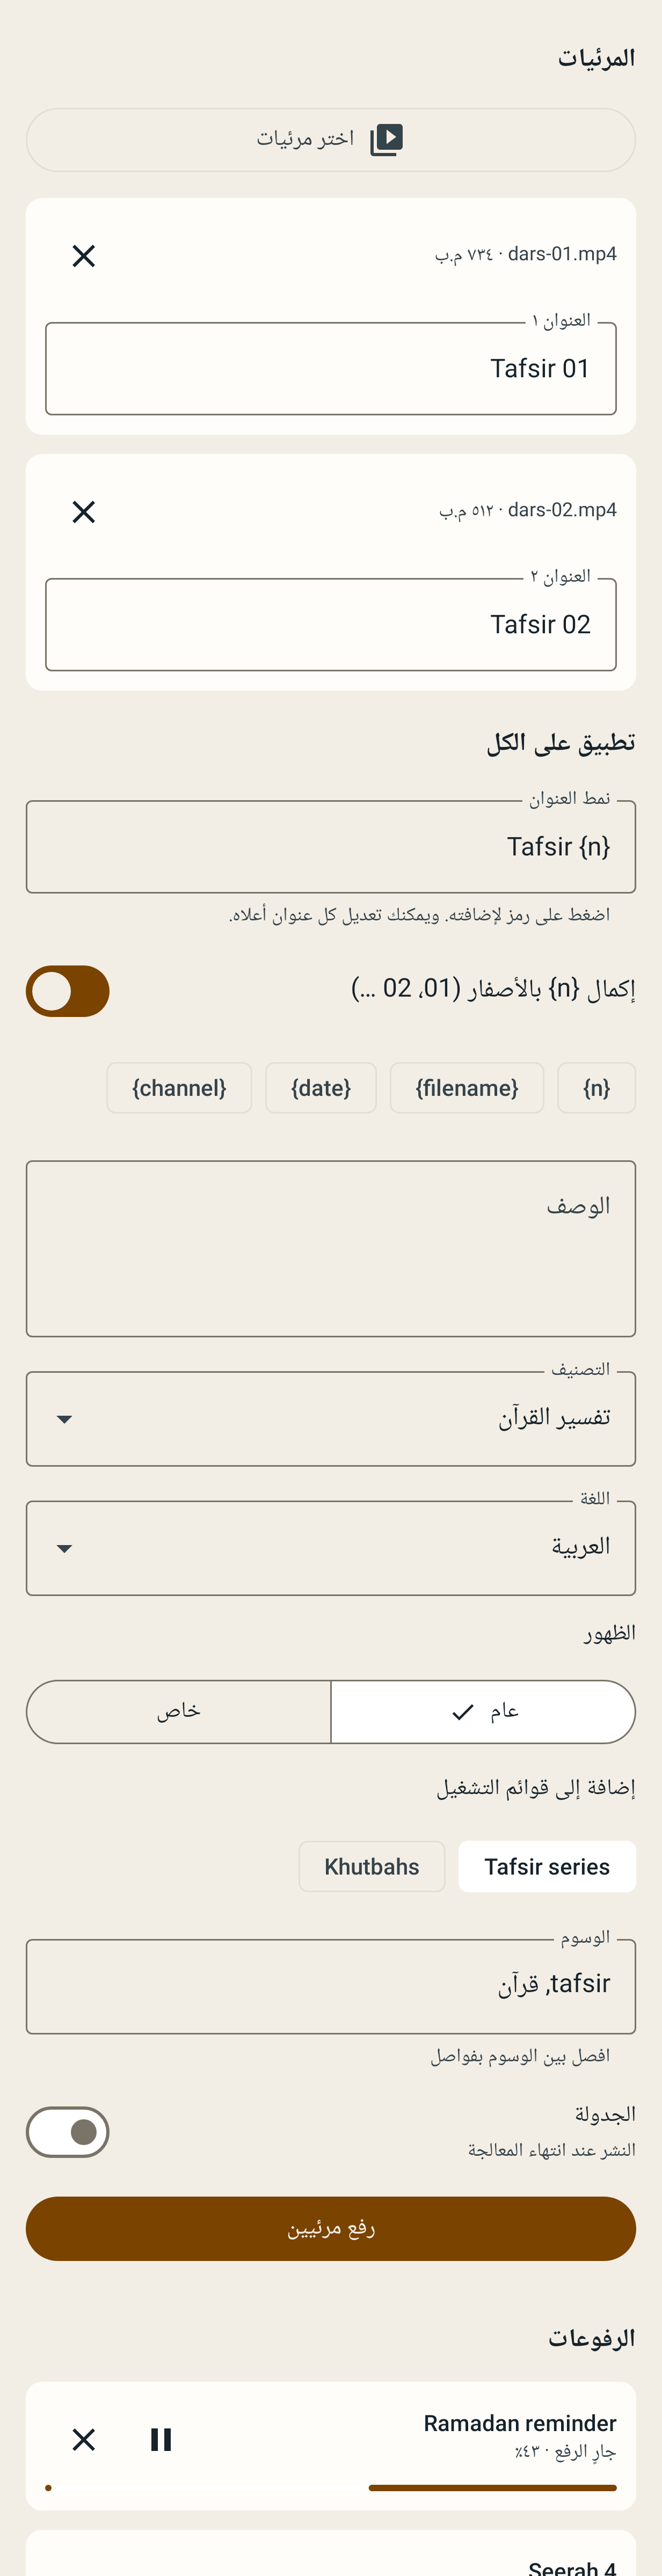 المرئيات
اختر مرئيات
dars-01.mp4 · ٧٣٤ م.ب
العنوان ١
Tafsir 01
dars-02.mp4 · ٥١٢ م.ب
العنوان ٢
Tafsir 02
تطبيق على الكل
نمط العنوان
Tafsir {n}
اضغط على رمز لإضافته. ويمكنك تعديل كل عنوان أعلاه.
إكمال {n} بالأصفار (01، 02 …)
{n} {filename} {date} {channel}
الوصف
التصنيف
تفسير القرآن
اللغة
العربية
الظهور
عام خاص
إضافة إلى قوائم التشغيل
Tafsir series Khutbahs
الوسوم
tafsir, قرآن
افصل بين الوسوم بفواصل
الجدولة
النشر عند انتهاء المعالجة
رفع مرئيين
الرفوعات
Ramadan reminder
جارٍ الرفع · ٤٣٪
Seerah 4